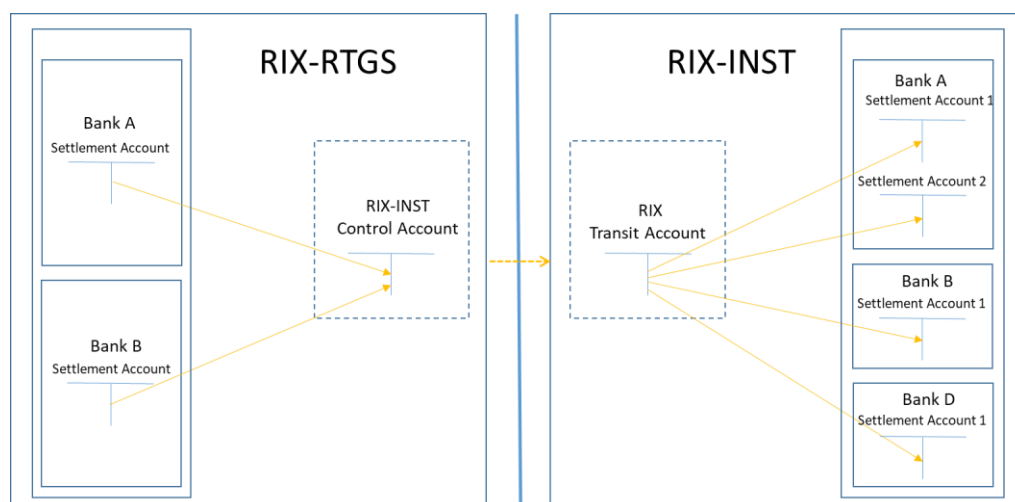 RIX-RTGS
Bank A
Settlement Account
RIX-INST
Control Account
Bank B
Settlement Account
RIX-INST
RIX
Transit Account
Bank A
Settlement Account 1
Settlement Account 2
Bank B
Settlement Account 1
Bank D
Settlement Account 1